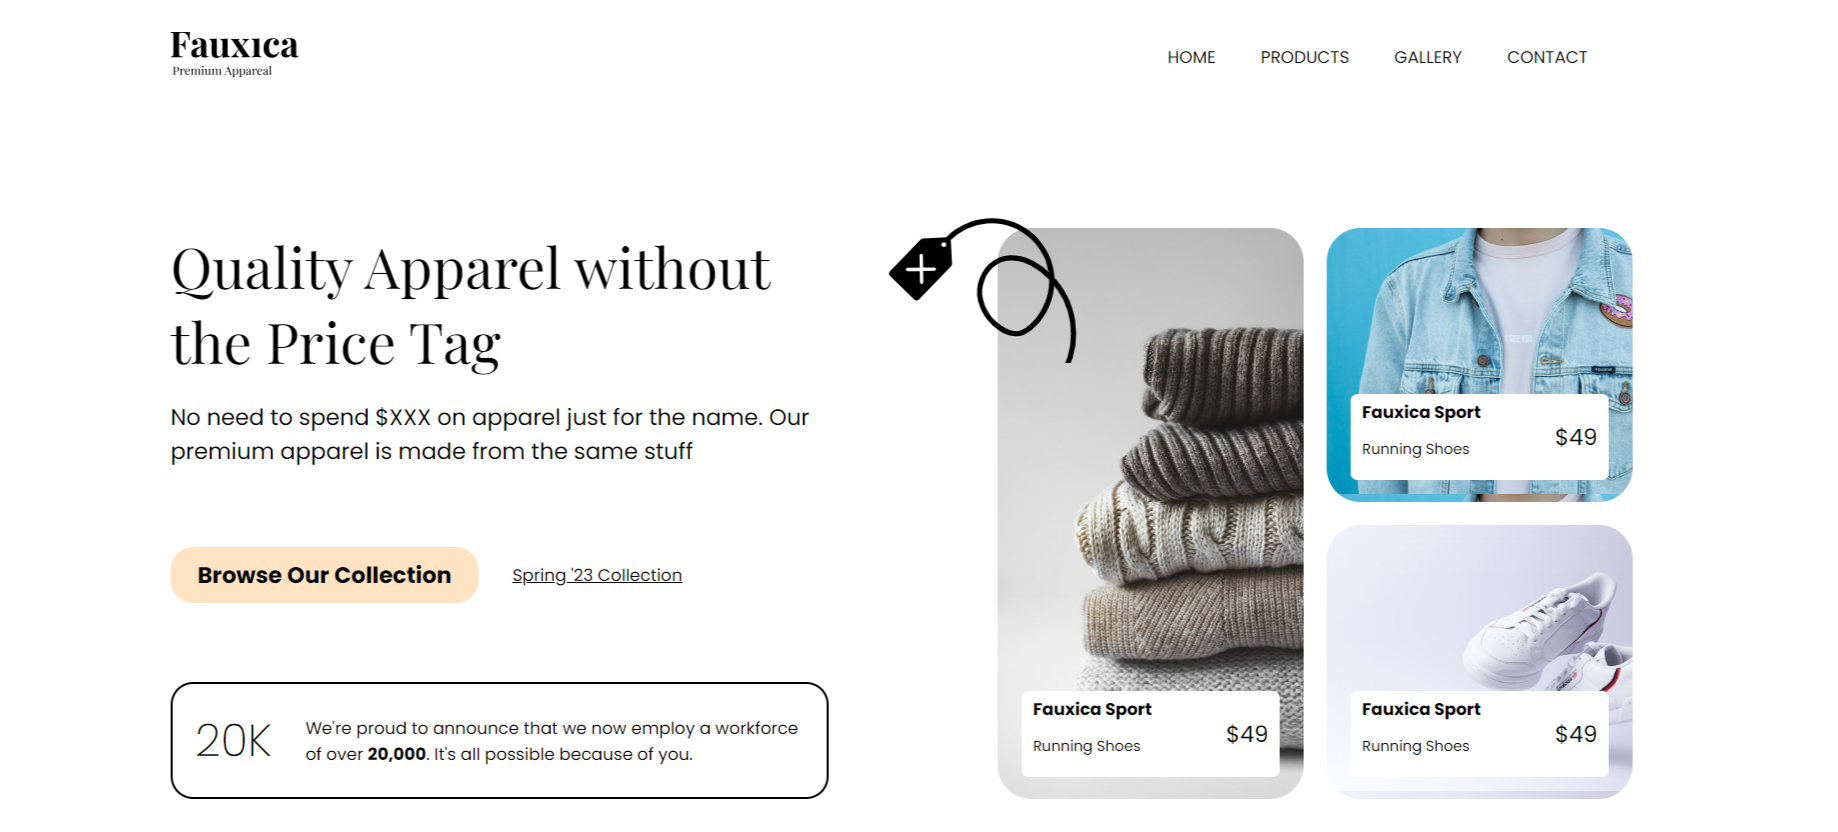 Fauxıca
Premium Appareal
HOME PRODUCTS GALLERY CONTACT
Quality Apparel without
the Price Tag
No need to spend $XXX on apparel just for the name. Our
premium apparel is made from the same stuff
Browse Our Collection
Spring '23 Collection
20K
We're proud to announce that we now employ a workforce
of over 20,000. It's all possible because of you.
Fauxica Sport
Running Shoes
$49
Fauxica Sport
Running Shoes
$49
Fauxica Sport
Running Shoes
$49